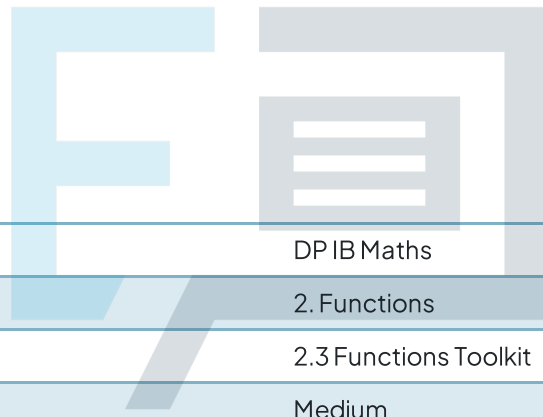 DP IB Maths
2. Functions
2.3 Functions Toolkit
Medium